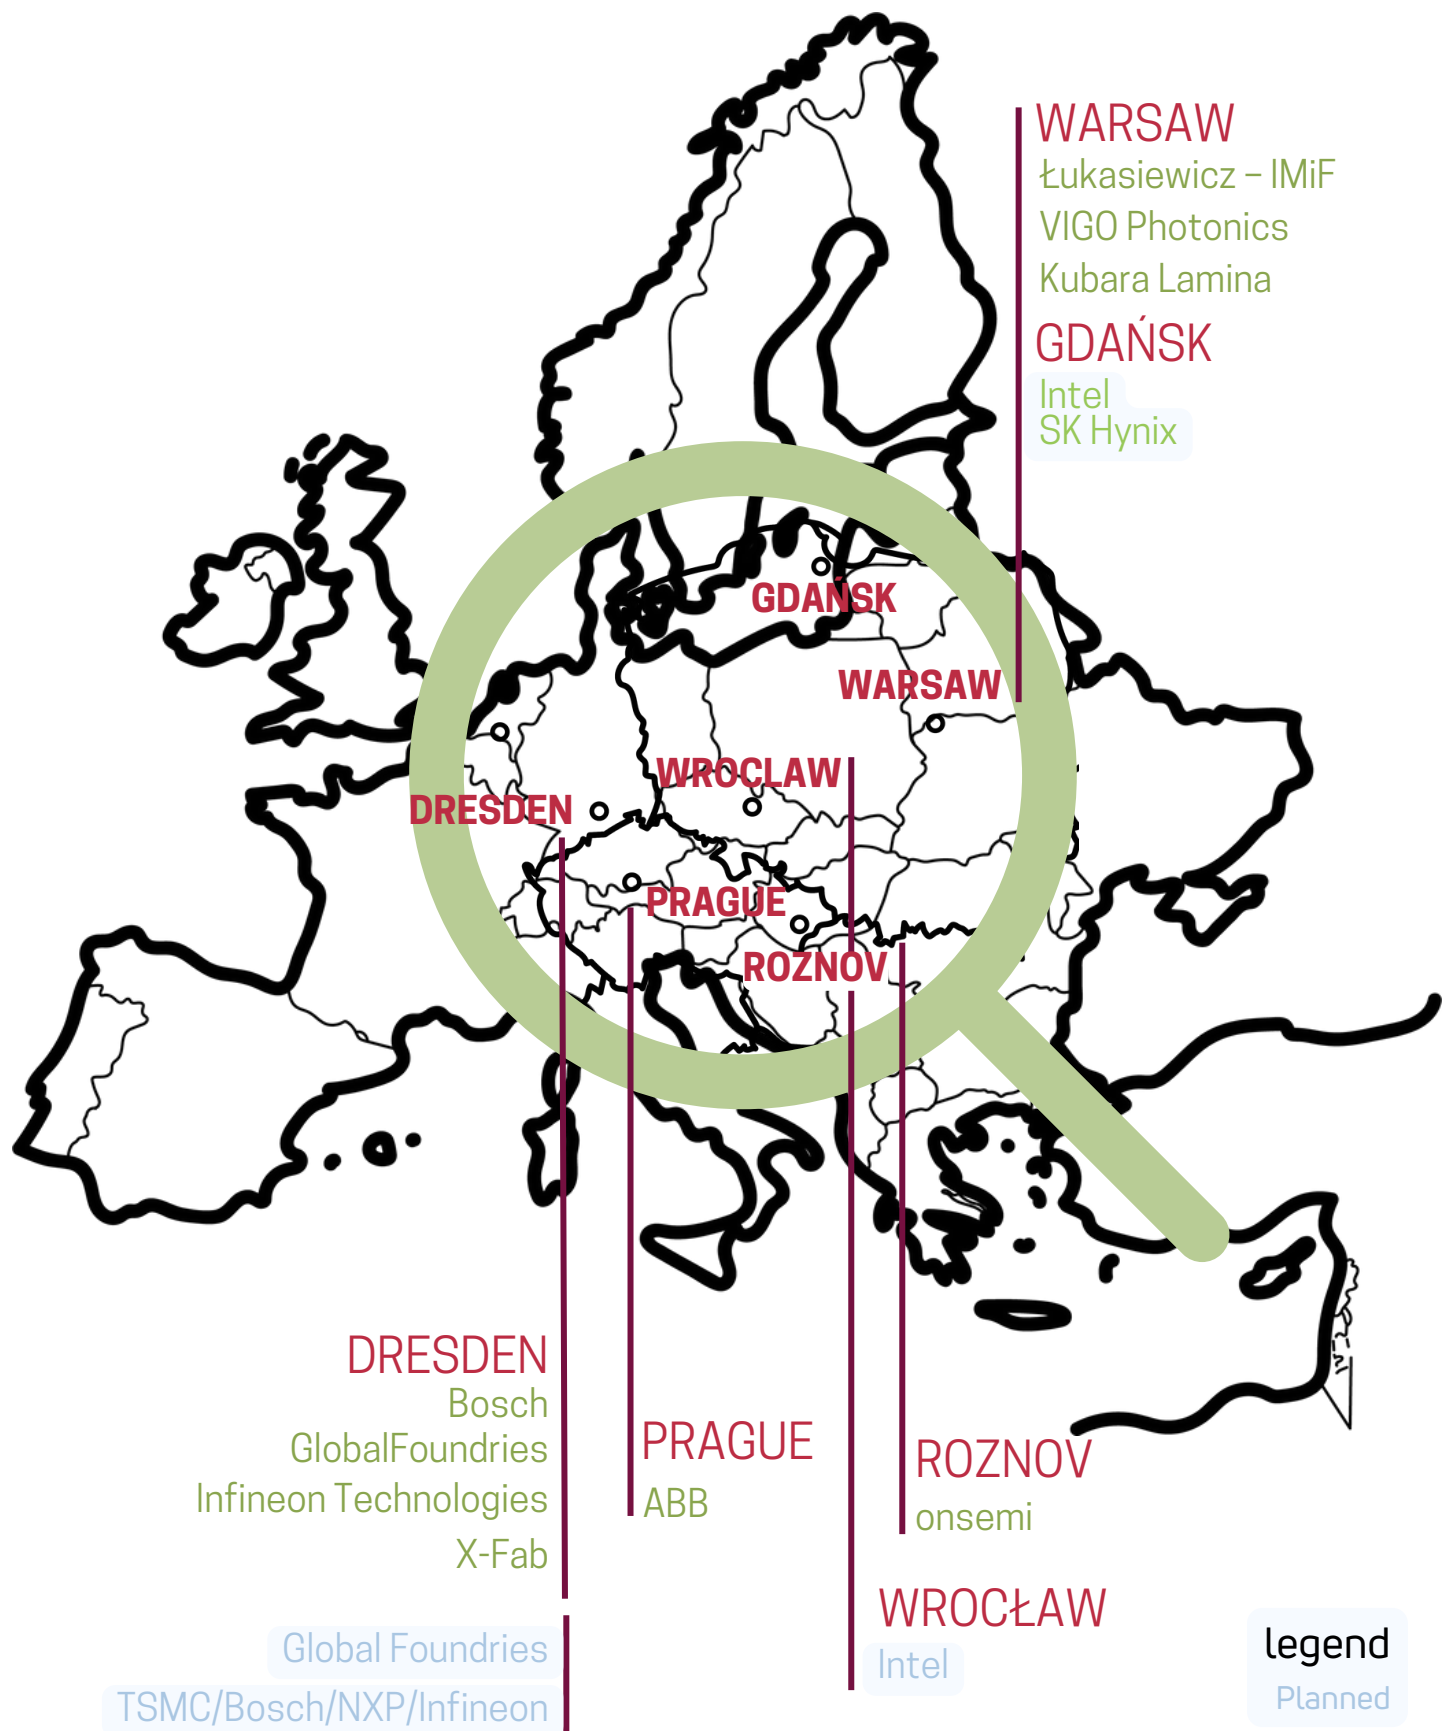 WARSAW
Łukasiewicz – IMiF
VIGO Photonics
Kubara Lamina
GDAŃSK
Intel
SK Hynix
GDAŃSK
WARSAW
WROCLAW
DRESDEN
PRAGUE
ROZNOV
DRESDEN
Bosch
GlobalFoundries
Infineon Technologies
X-Fab
Global Foundries
TSMC/Bosch/NXP/Infineon
PRAGUE
ABB
ROZNOV
onsemi
WROCŁAW
Intel
legend
Planned